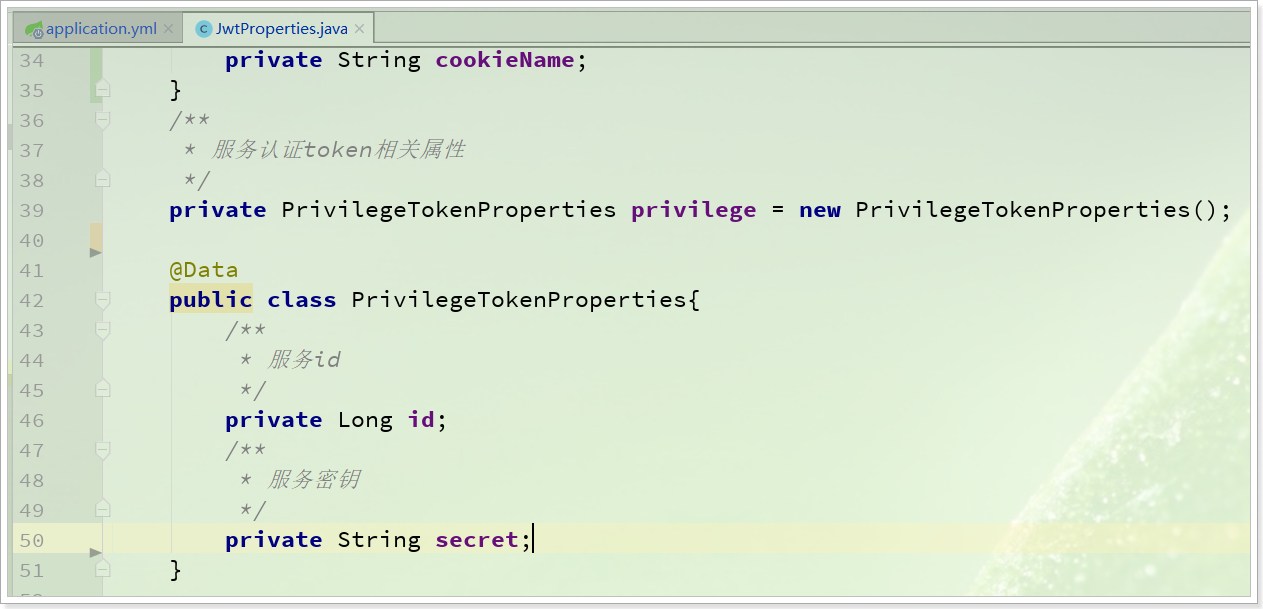 application.yml JwtProperties.java
34 private String cookieName;
35 }
36 /**
37 * 服务认证token相关属性
38 */
39 private PrivilegeTokenProperties privilege = new PrivilegeTokenProperties();
40
41 @Data
42 public class PrivilegeTokenProperties{
43 /**
44 * 服务id
45 */
46 private Long id;
47 /**
48 * 服务密钥
49 */
50 private String secret;
51 }